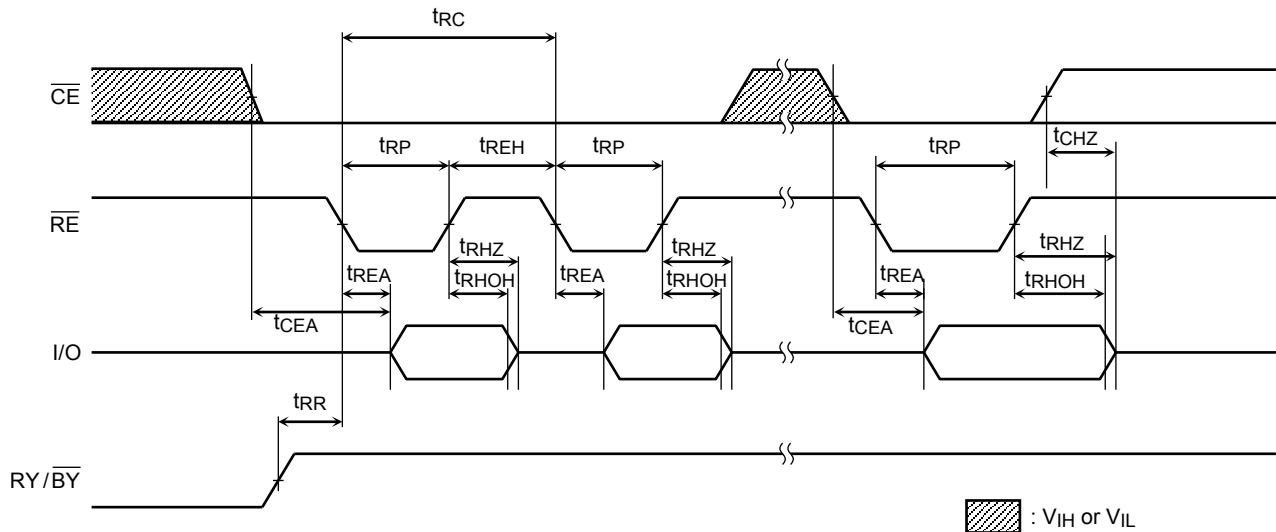 tRC
CE
tCHZ
tRP
tREH
tRP
tRP
RE
tRHZ
tRHZ
tRHZ
tREA
tRHOH
tREA
tRHOH
tREA
tRHOH
tCEA
tCEA
I/O
tRR
RY/BY
: VIH or VIL